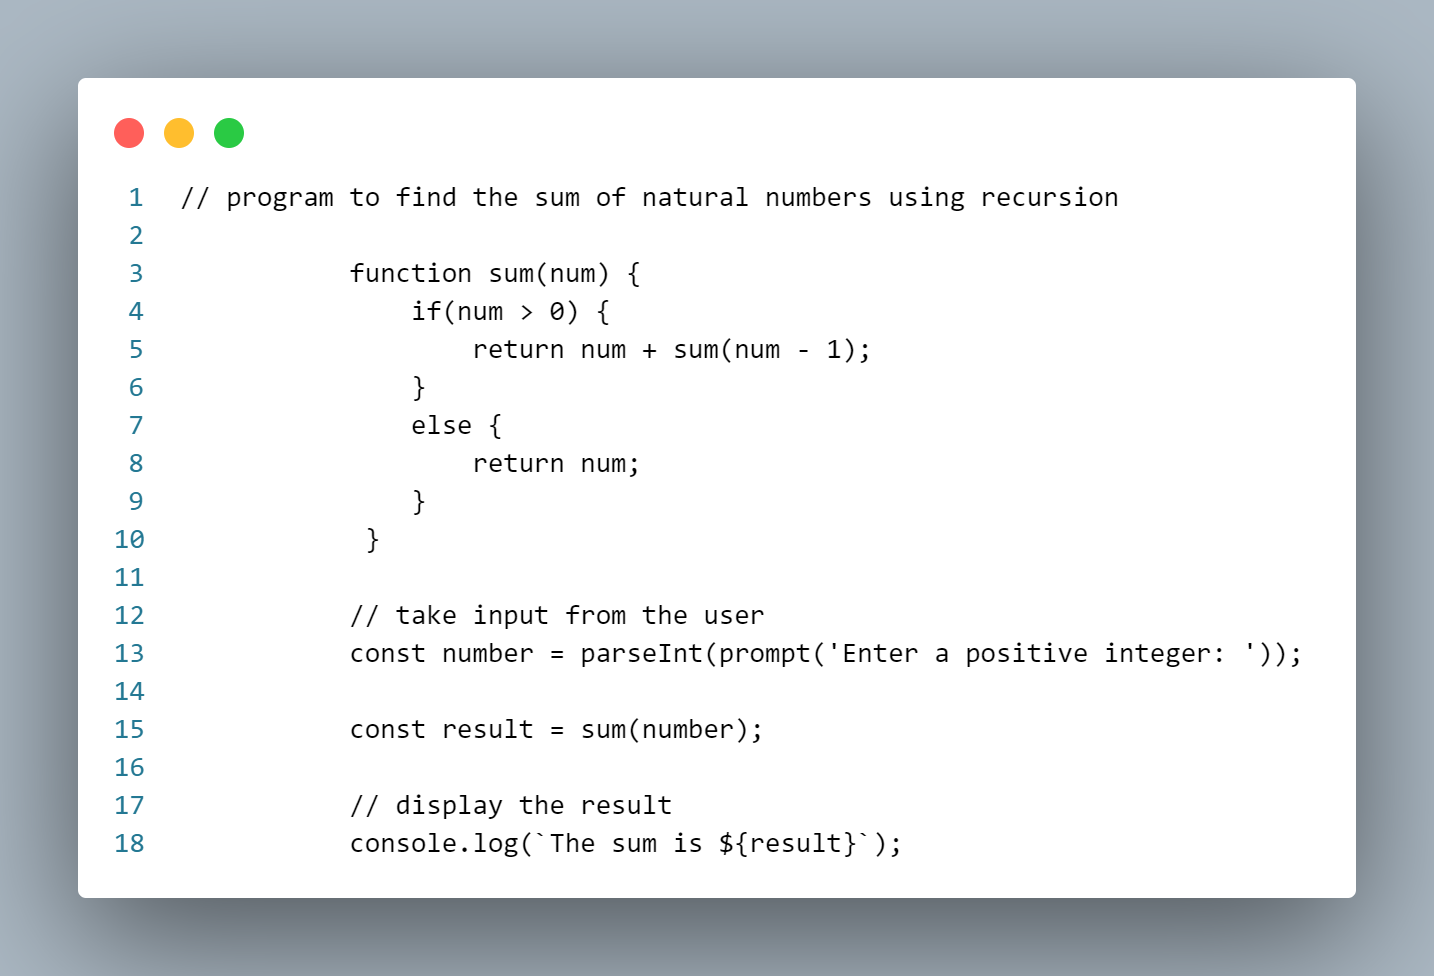 1 // program to find the sum of natural numbers using recursion
2
3 function sum(num) {
4 if(num > 0) {
5 return num + sum(num - 1);
6 }
7 else {
8 return num;
9 }
10 }
11
12 // take input from the user
13 const number = parseInt(prompt('Enter a positive integer: '));
14
15 const result = sum(number);
16
17 // display the result
18 console.log(`The sum is ${result}`);